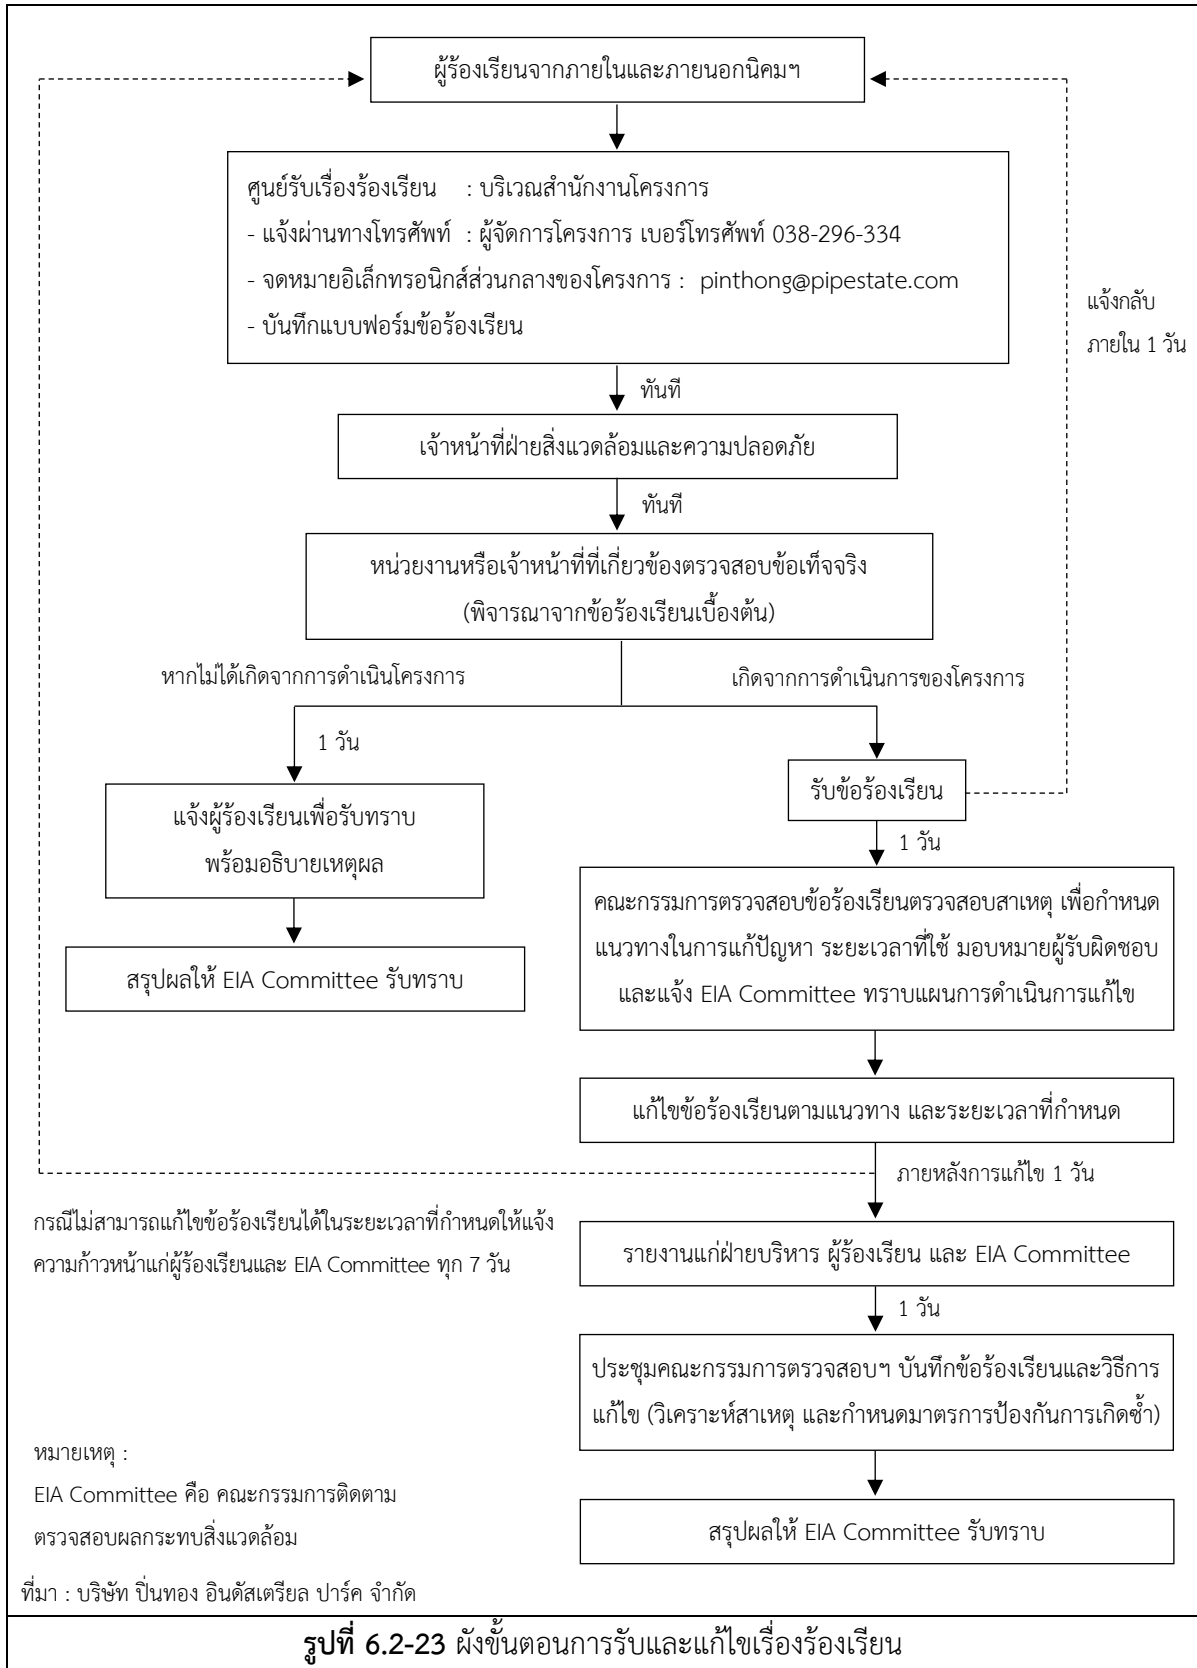 ผู้ร้องเรียนจากภายในและภายนอกนิคมฯ
ศูนย์รับเรื่องร้องเรียน : บริเวณสำนักงานโครงการ
- แจ้งผ่านทางโทรศัพท์ : ผู้จัดการโครงการ เบอร์โทรศัพท์ 038-296-334
- จดหมายอิเล็กทรอนิกส์ส่วนกลางของโครงการ : pinthong@pipestate.com
- บันทึกแบบฟอร์มข้อร้องเรียน
แจ้งกลับ
ภายใน 1 วัน
ทันที
เจ้าหน้าที่ฝ่ายสิ่งแวดล้อมและความปลอดภัย
ทันที
หน่วยงานหรือเจ้าหน้าที่ที่เกี่ยวข้องตรวจสอบข้อเท็จจริง
(พิจารณาจากข้อร้องเรียนเบื้องต้น)
หากไม่ได้เกิดจากการดำเนินโครงการ
เกิดจากการดำเนินการของโครงการ
1 วัน
รับข้อร้องเรียน
แจ้งผู้ร้องเรียนเพื่อรับทราบ
พร้อมอธิบายเหตุผล
1 วัน
สรุปผลให้ EIA Committee รับทราบ
คณะกรรมการตรวจสอบข้อร้องเรียนตรวจสอบสาเหตุ เพื่อกำหนด
แนวทางในการแก้ปัญหา ระยะเวลาที่ใช้ มอบหมายผู้รับผิดชอบ
และแจ้ง EIA Committee ทราบแผนการดำเนินการแก้ไข
แก้ไขข้อร้องเรียนตามแนวทาง และระยะเวลาที่กำหนด
ภายหลังการแก้ไข 1 วัน
กรณีไม่สามารถแก้ไขข้อร้องเรียนได้ในระยะเวลาที่กำหนดให้แจ้ง
ความก้าวหน้าแก่ผู้ร้องเรียนและ EIA Committee ทุก 7 วัน
รายงานแก่ฝ่ายบริหาร ผู้ร้องเรียน และ EIA Committee
1 วัน
ประชุมคณะกรรมการตรวจสอบฯ บันทึกข้อร้องเรียนและวิธีการ
แก้ไข (วิเคราะห์สาเหตุ และกำหนดมาตรการป้องกันการเกิดซ้ำ)
สรุปผลให้ EIA Committee รับทราบ
หมายเหตุ :
EIA Committee คือ คณะกรรมการติดตาม
ตรวจสอบผลกระทบสิ่งแวดล้อม
ที่มา : บริษัท ปิ่นทอง อินดัสเตรียล ปาร์ค จำกัด
รูปที่ 6.2-23 ผังขั้นตอนการรับและแก้ไขเรื่องร้องเรียน